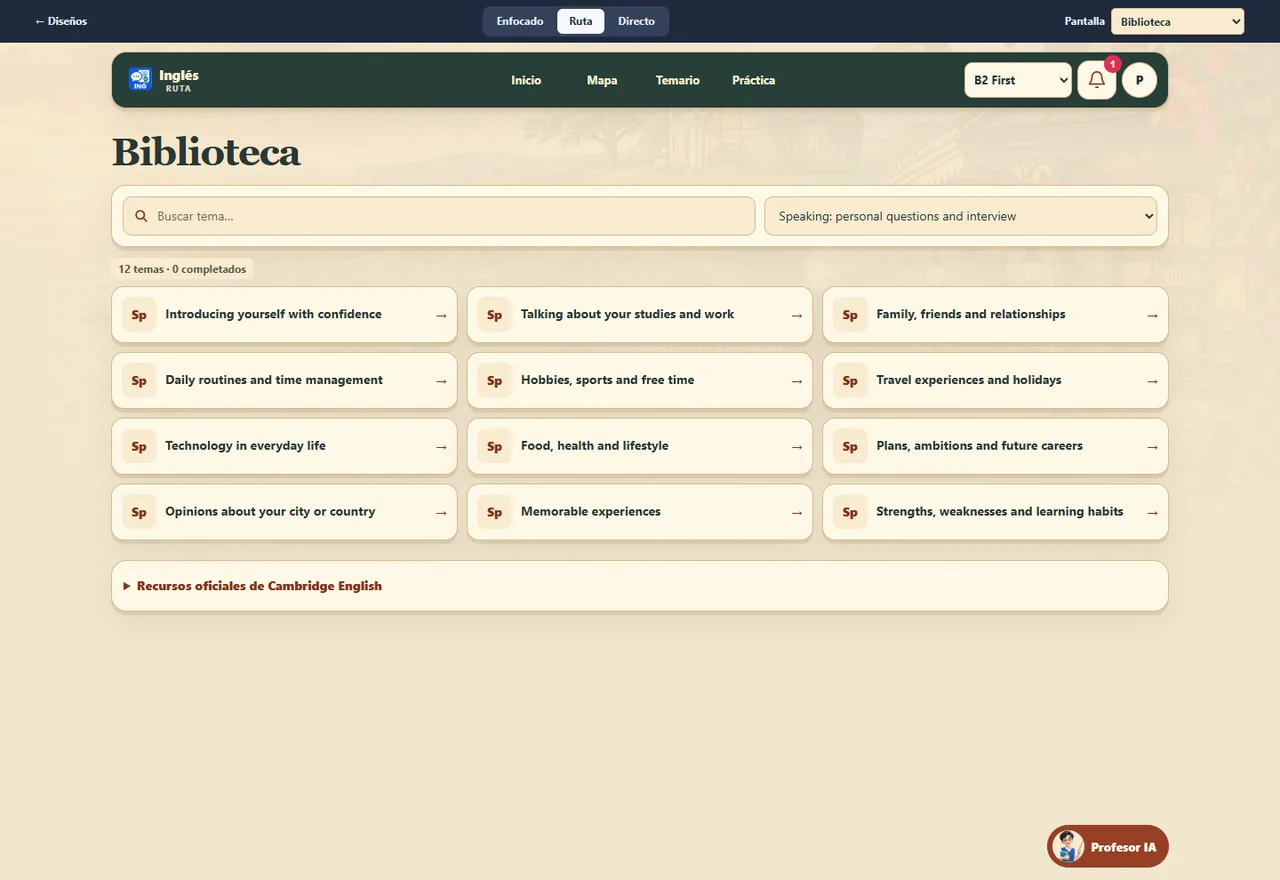 ← Diseños
Enfocado Ruta Directo
Pantalla Biblioteca
ING
Inglés
RUTA
Inicio Mapa Temario Práctica
B2 First
1
P
Biblioteca
Buscar tema...
Speaking: personal questions and interview
12 temas · 0 completados
Sp Introducing yourself with confidence →
Sp Talking about your studies and work →
Sp Family, friends and relationships →
Sp Daily routines and time management →
Sp Hobbies, sports and free time →
Sp Travel experiences and holidays →
Sp Technology in everyday life →
Sp Food, health and lifestyle →
Sp Plans, ambitions and future careers →
Sp Opinions about your city or country →
Sp Memorable experiences →
Sp Strengths, weaknesses and learning habits →
Recursos oficiales de Cambridge English
Profesor IA